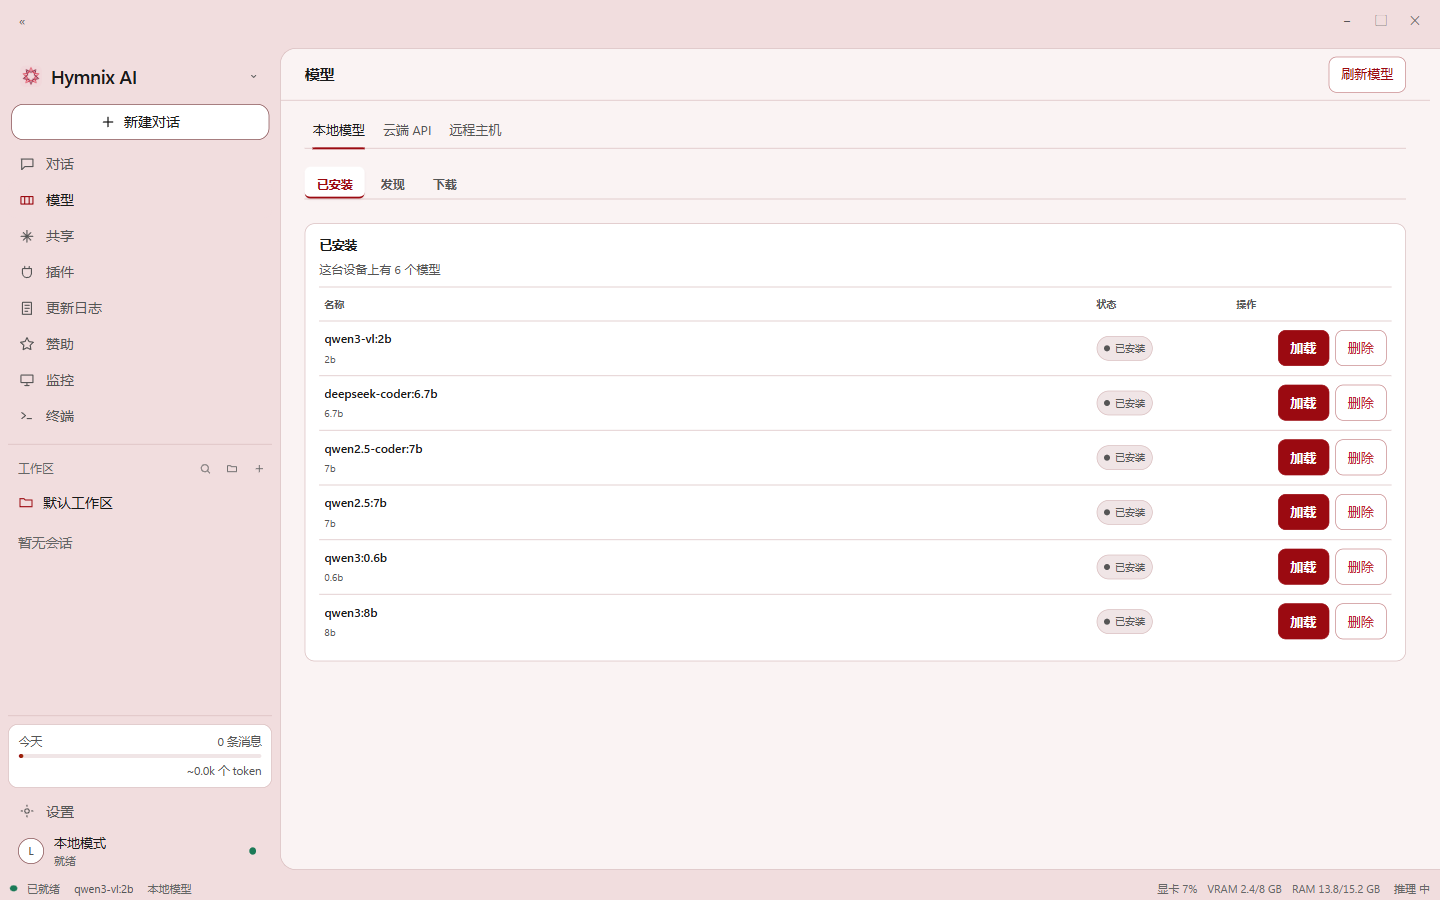 «
Hymnix AI
新建对话
对话
模型
共享
插件
更新日志
赞助
监控
终端
工作区
默认工作区
暂无会话
今天 0 条消息
~0.0k 个 token
设置
L
本地模式
就绪
模型
刷新模型
本地模型 云端 API 远程主机
已安装 发现 下载
已安装
这台设备上有 6 个模型
名称 状态 操作
qwen3-vl:2b
2b
已安装 加载 删除
deepseek-coder:6.7b
6.7b
已安装 加载 删除
qwen2.5-coder:7b
7b
已安装 加载 删除
qwen2.5:7b
7b
已安装 加载 删除
qwen3:0.6b
0.6b
已安装 加载 删除
qwen3:8b
8b
已安装 加载 删除
已就绪 qwen3-vl:2b 本地模型 显卡 7% VRAM 2.4/8 GB RAM 13.8/15.2 GB 推理 中